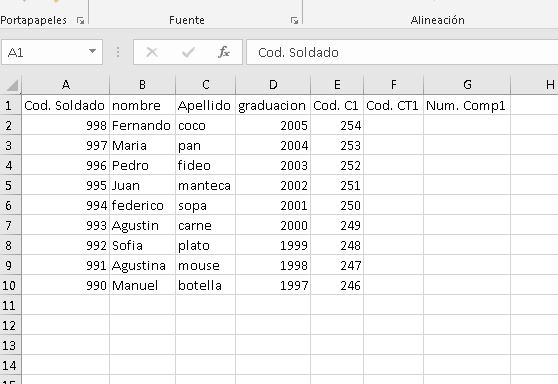 Portapapeles Fuente Alineación
A1 fx Cod. Soldado
A B C D E F G H
1 Cod. Soldado nombre Apellido graduacion Cod. C1 Cod. CT1 Num. Comp1
2 998 Fernando coco 2005 254
3 997 Maria pan 2004 253
4 996 Pedro fideo 2003 252
5 995 Juan manteca 2002 251
6 994 federico sopa 2001 250
7 993 Agustin carne 2000 249
8 992 Sofia plato 1999 248
9 991 Agustina mouse 1998 247
10 990 Manuel botella 1997 246
11
12
13
14